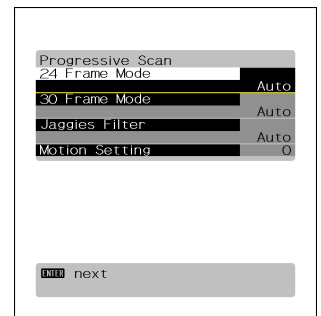 Progressive Scan
24 Frame Mode
Auto
30 Frame Mode
Auto
Jaggies Filter
Auto
Motion Setting 0
ENTER next